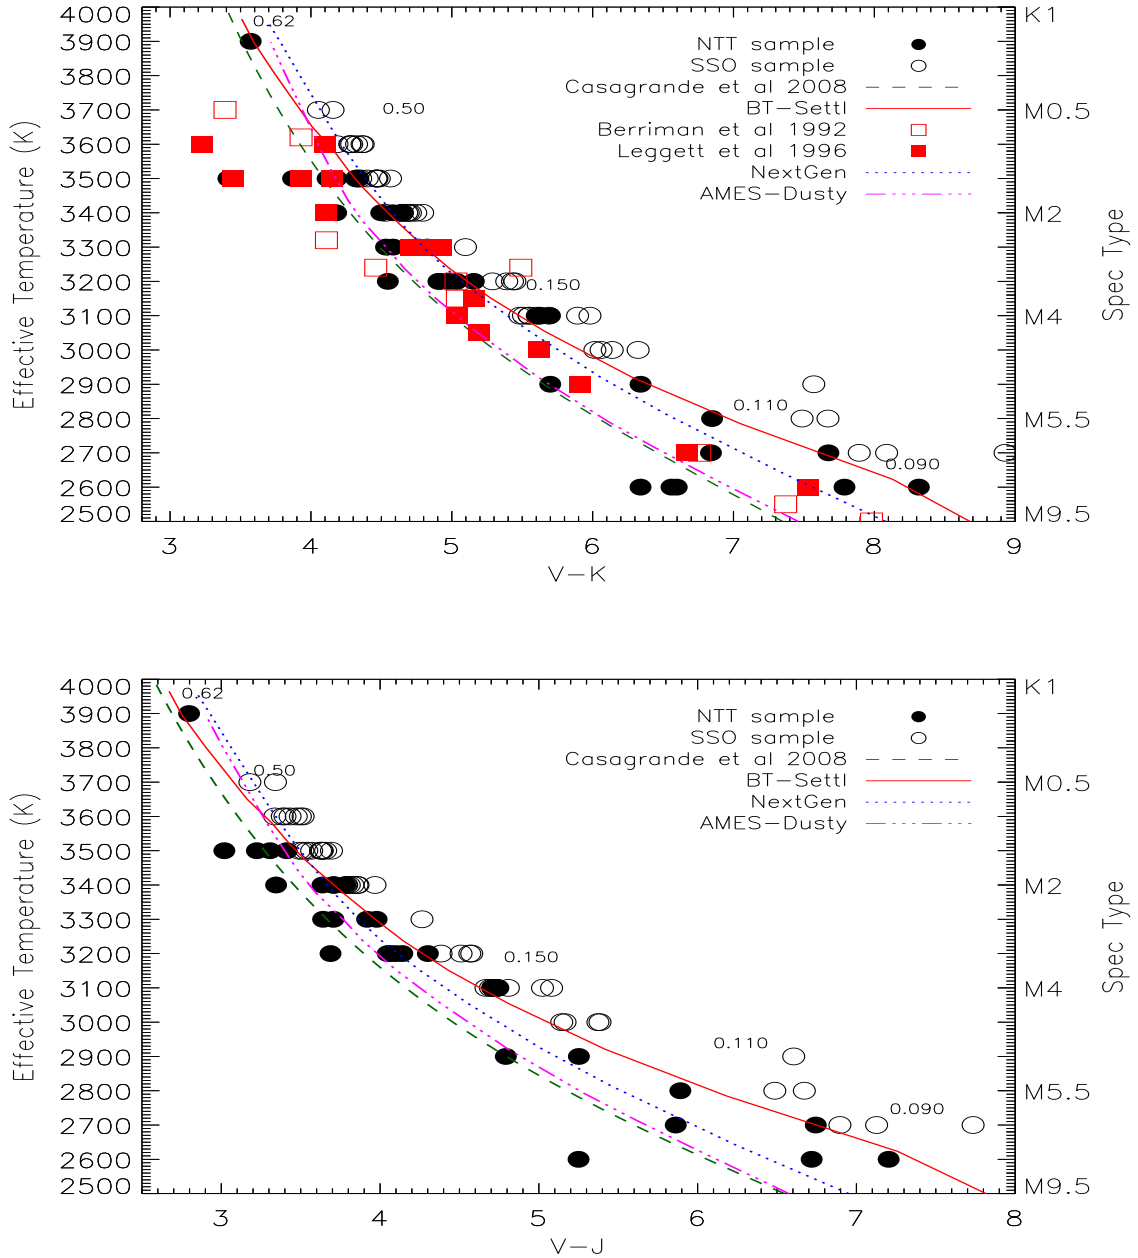 3900
3800
3700
3600
3500
3400
3300
3200
3100
3000
2900
2800
2700
2600
2500
Effective Temperature (K)
0.62
0.50
0.150
0.110
0.090
NTT sample
SSO sample
Casagrande et al 2008
BT-Settl
Berriman et al 1992
Leggett et al 1996
NextGen
AMES-Dusty
K1
M0.5
M2
M4
M5.5
M9.5
Spec Type
3 4 5 6 7 8 9
V-K
4000
3900
3800
3700
3600
3500
3400
3300
3200
3100
3000
2900
2800
2700
2600
2500
Effective Temperature (K)
0.62
0.50
0.150
0.110
0.090
NTT sample
SSO sample
Casagrande et al 2008
BT-Settl
NextGen
AMES-Dusty
K1
M0.5
M2
M4
M5.5
M9.5
Spec Type
3 4 5 6 7 8
V-J